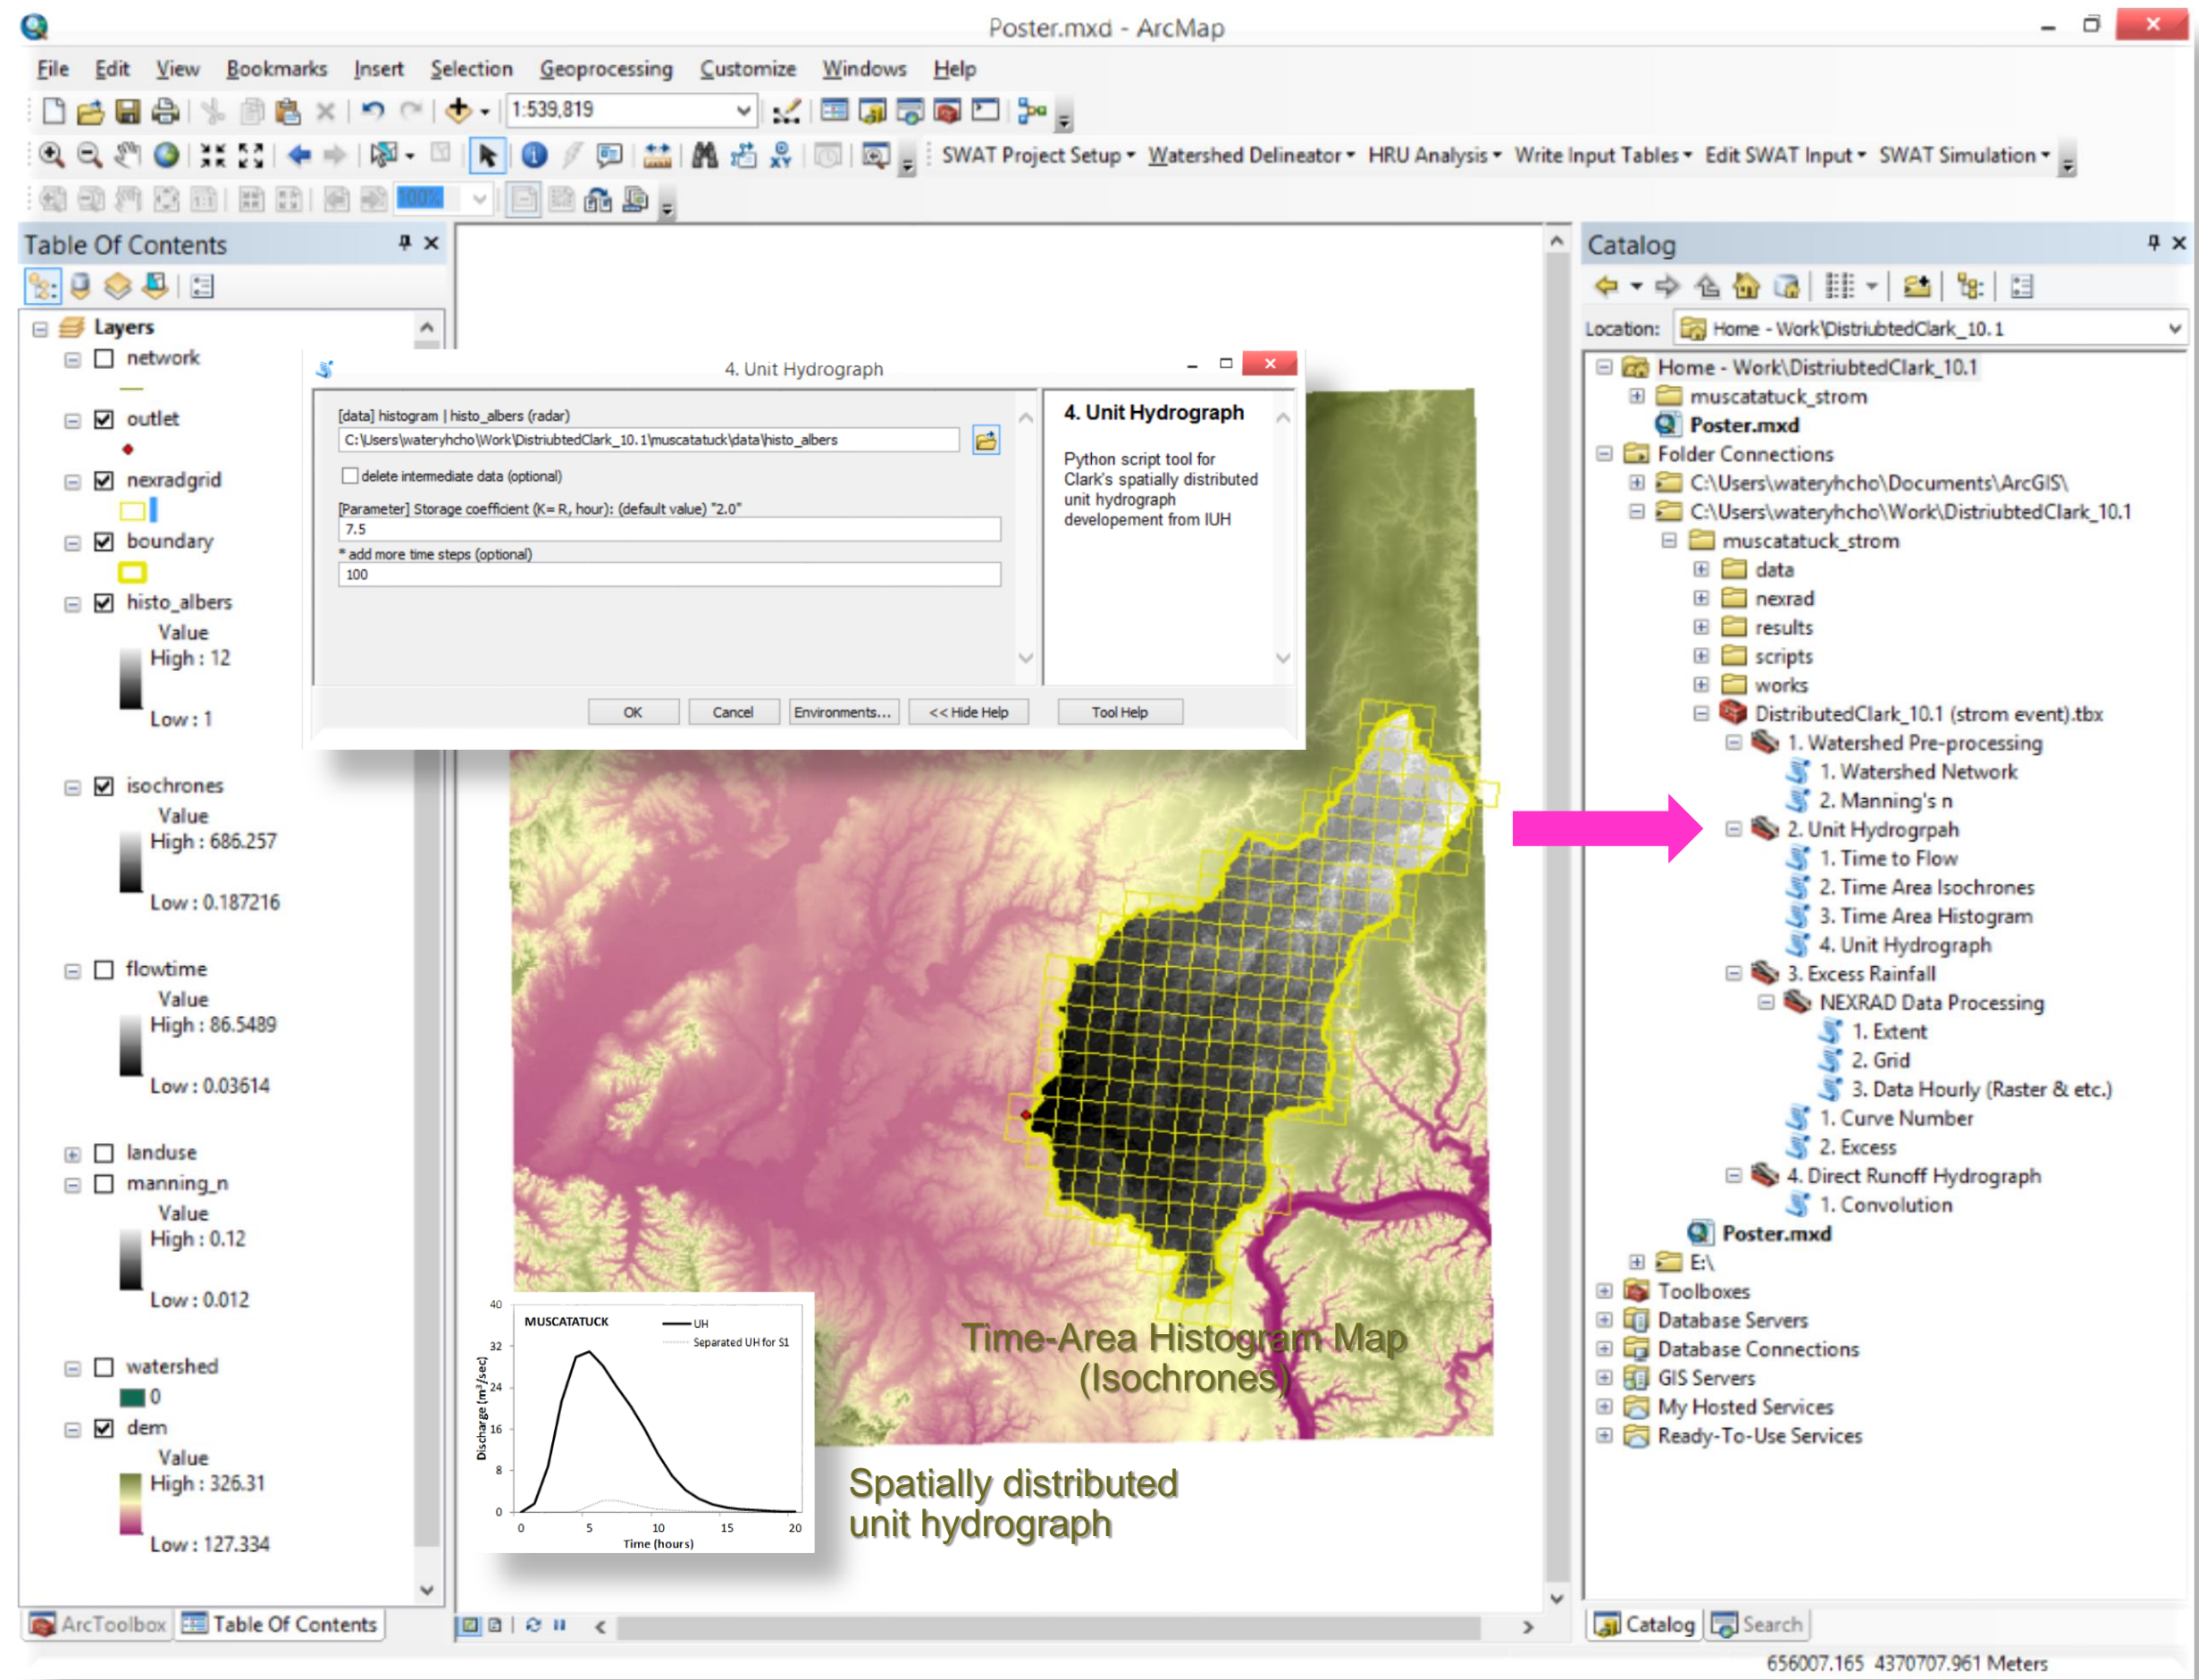 Poster.mxd - ArcMap
File Edit View Bookmarks Insert Selection Geoprocessing Customize Windows Help
1:539,819
SWAT Project Setup Watershed Delineator HRU Analysis Write Input Tables Edit SWAT Input SWAT Simulation
100%
Table Of Contents
Layers
network
outlet
nexradgrid
boundary
histo_albers
Value
High : 12
Low : 1
isochrones
Value
High : 686.257
Low : 0.187216
flowtime
Value
High : 86.5489
Low : 0.03614
landuse
manning_n
Value
High : 0.12
Low : 0.012
watershed
0
dem
Value
High : 326.31
Low : 127.334
ArcToolbox Table Of Contents
4. Unit Hydrograph
[data] histogram | histo_albers (radar)
C:\Users\wateryhcho\Work\DistriubtedClark_10.1\muscatatuck\data\histo_albers
delete intermediate data (optional)
[Parameter] Storage coefficient (K= R, hour): (default value) "2.0"
7.5
* add more time steps (optional)
100
OK Cancel Environments... << Hide Help Tool Help
4. Unit Hydrograph
Python script tool for
Clark's spatially distributed
unit hydrograph
developement from IUH
MUSCATATUCK
UH
Separated UH for S1
Discharge (m³/sec)
40
32
24
16
8
0
0 5 10 15 20
Time (hours)
Time-Area Histogram Map
(Isochrones)
Spatially distributed
unit hydrograph
Catalog
Location: Home - Work\DistriubtedClark_10.1
Home - Work\DistriubtedClark_10.1
muscatatuck_strom
Poster.mxd
Folder Connections
C:\Users\wateryhcho\Documents\ArcGIS\
C:\Users\wateryhcho\Work\DistriubtedClark_10.1
muscatatuck_strom
data
nexrad
results
scripts
works
DistributedClark_10.1 (strom event).tbx
1. Watershed Pre-processing
1. Watershed Network
2. Manning's n
2. Unit Hydrogrpah
1. Time to Flow
2. Time Area Isochrones
3. Time Area Histogram
4. Unit Hydrograph
3. Excess Rainfall
NEXRAD Data Processing
1. Extent
2. Grid
3. Data Hourly (Raster & etc.)
1. Curve Number
2. Excess
4. Direct Runoff Hydrograph
1. Convolution
Poster.mxd
E:\
Toolboxes
Database Servers
Database Connections
GIS Servers
My Hosted Services
Ready-To-Use Services
Catalog Search
656007.165 4370707.961 Meters